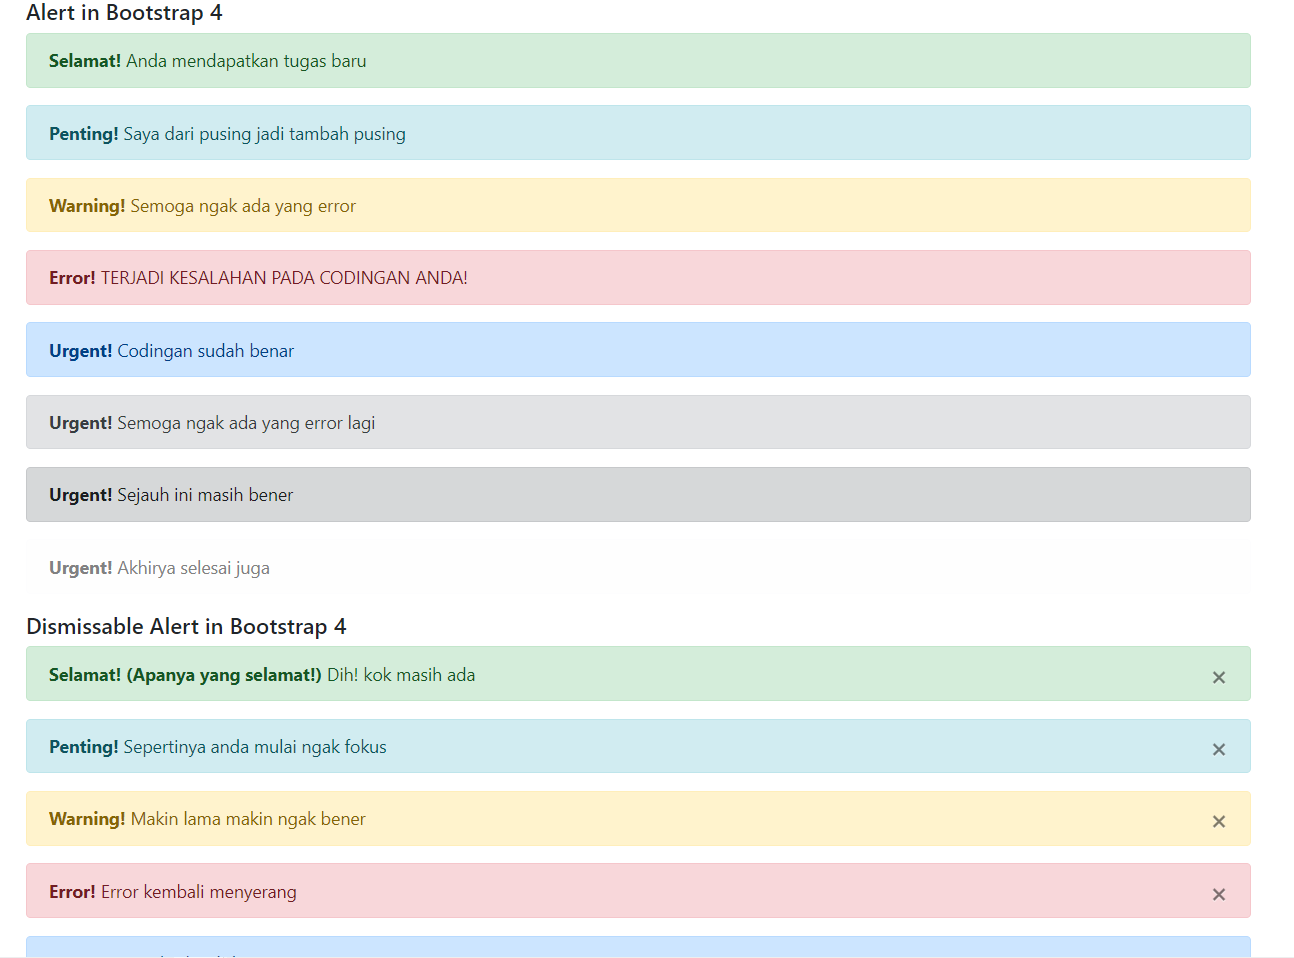 Alert in Bootstrap 4
Selamat! Anda mendapatkan tugas baru
Penting! Saya dari pusing jadi tambah pusing
Warning! Semoga ngak ada yang error
Error! TERJADI KESALAHAN PADA CODINGAN ANDA!
Urgent! Codingan sudah benar
Urgent! Semoga ngak ada yang error lagi
Urgent! Sejauh ini masih bener
Urgent! Akhirya selesai juga
Dismissable Alert in Bootstrap 4
Selamat! (Apanya yang selamat!) Dih! kok masih ada ×
Penting! Sepertinya anda mulai ngak fokus ×
Warning! Makin lama makin ngak bener ×
Error! Error kembali menyerang ×